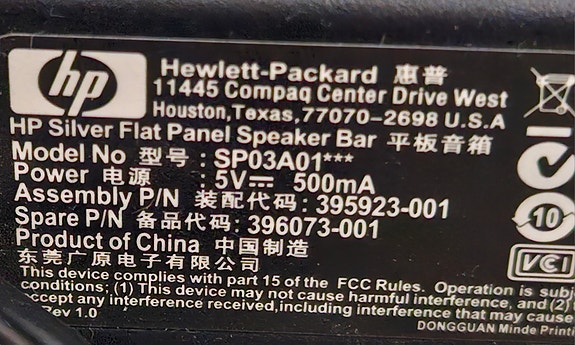 hp
Hewlett-Packard 惠普
11445 Compaq Center Drive West
Houston,Texas,77070-2698 U.S.A
HP Silver Flat Panel Speaker Bar 平板音箱
Model No 型号 : SP03A01***
Power 电源 : 5V⎓ 500mA
Assembly P/N 装配代码: 395923-001
Spare P/N 备品代码: 396073-001
Product of China 中国制造
东莞广原电子有限公司
This device complies with part 15 of the FCC Rules. Operation is
conditions; (1) This device may not cause harmful interference, and (2)
any interference received,including interference that may cause
Rev 1.0
DONGGUAN Minde Printi
10
VCI